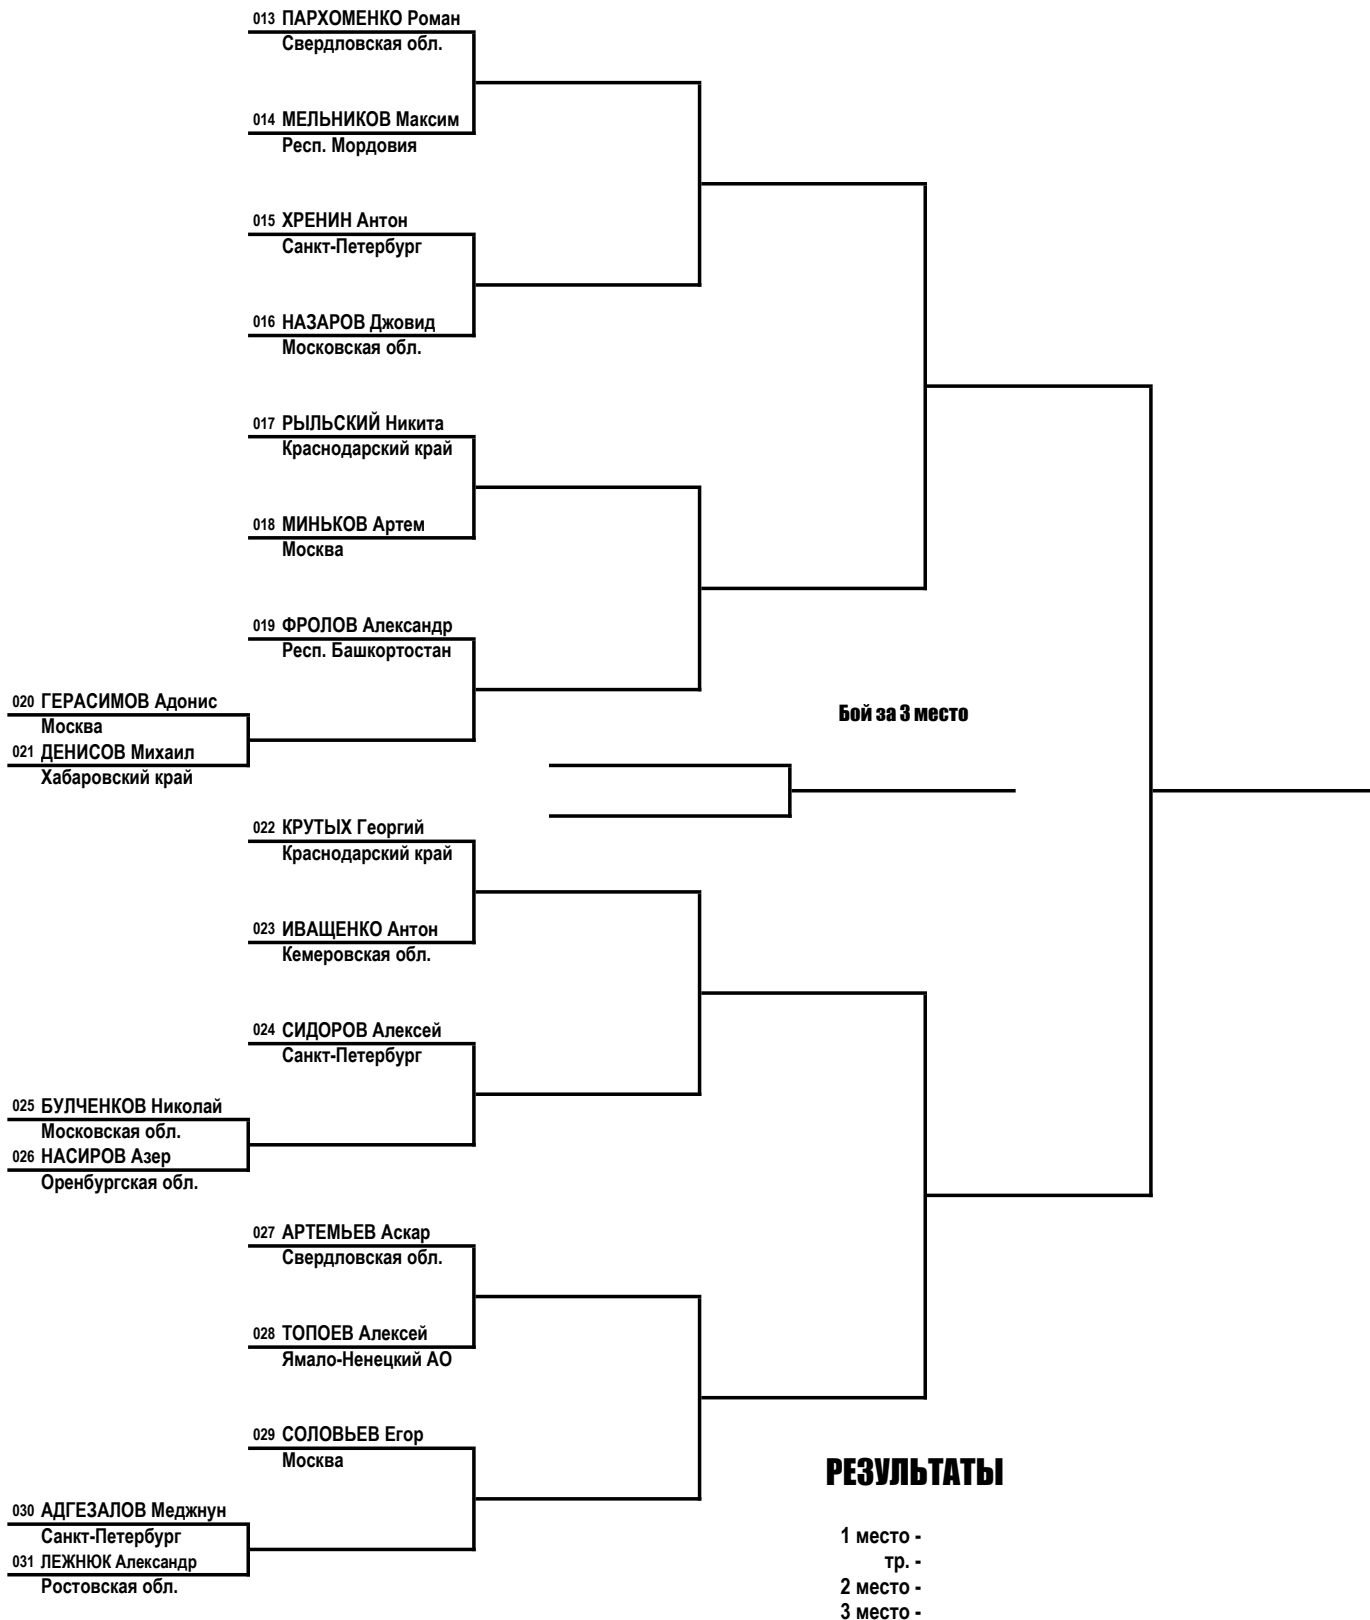 013 ПАРХОМЕНКО Роман
Свердловская обл.
014 МЕЛЬНИКОВ Максим
Респ. Мордовия
015 ХРЕНИН Антон
Санкт-Петербург
016 НАЗАРОВ Джовид
Московская обл.
017 РЫЛЬСКИЙ Никита
Краснодарский край
018 МИНЬКОВ Артем
Москва
019 ФРОЛОВ Александр
Респ. Башкортостан
020 ГЕРАСИМОВ Адонис
Москва
021 ДЕНИСОВ Михаил
Хабаровский край
Бой за 3 место
022 КРУТЫХ Георгий
Краснодарский край
023 ИВАЩЕНКО Антон
Кемеровская обл.
024 СИДОРОВ Алексей
Санкт-Петербург
025 БУЛЧЕНКОВ Николай
Московская обл.
026 НАСИРОВ Азер
Оренбургская обл.
027 АРТЕМЬЕВ Аскар
Свердловская обл.
028 ТОПОЕВ Алексей
Ямало-Ненецкий АО
029 СОЛОВЬЕВ Егор
Москва
030 АДГЕЗАЛОВ Меджнун
Санкт-Петербург
031 ЛЕЖНЮК Александр
Ростовская обл.
РЕЗУЛЬТАТЫ
1 место -
тр. -
2 место -
3 место -